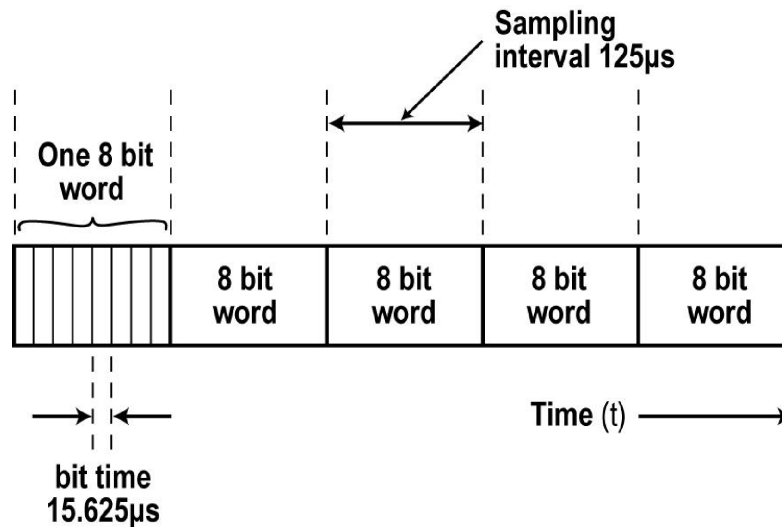 Sampling
interval 125µs
One 8 bit
word
8 bit
word
8 bit
word
8 bit
word
8 bit
word
Time (t)
bit time
15.625µs